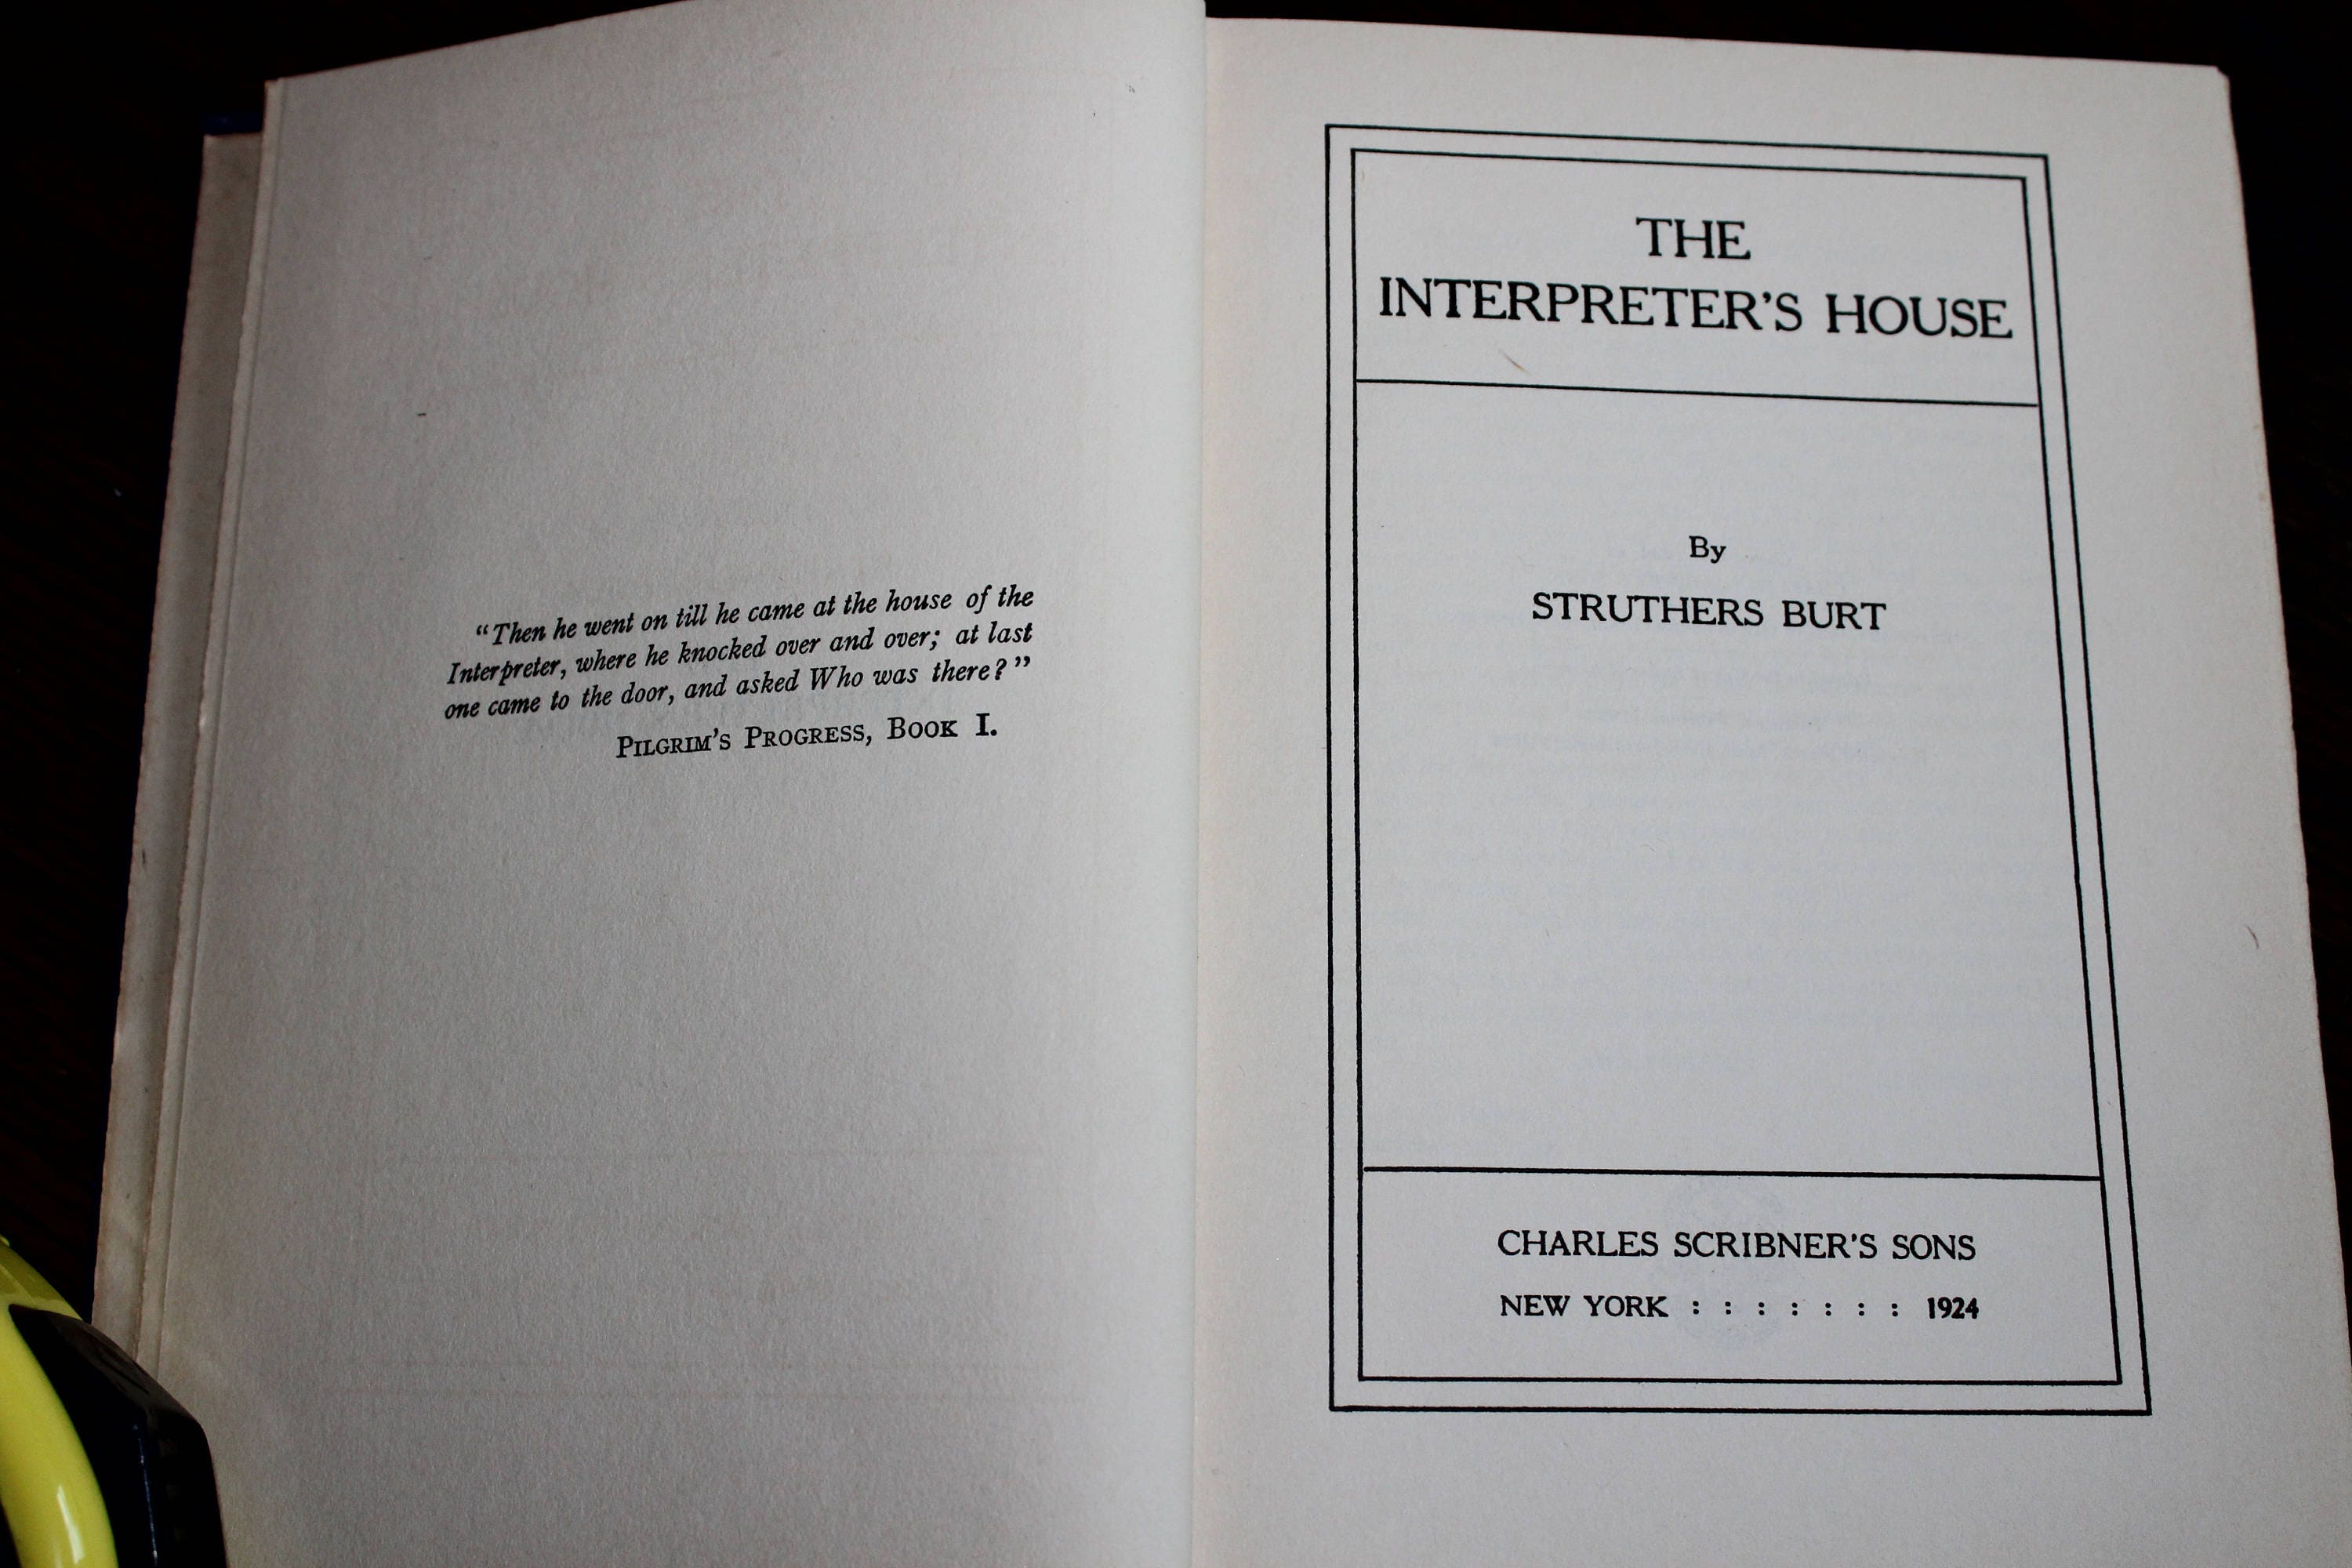 “Then he went on till he came at the house of the
Interpreter, where he knocked over and over; at last
one came to the door, and asked Who was there?”
PILGRIM'S PROGRESS, BOOK I.
THE
INTERPRETER'S HOUSE
By
STRUTHERS BURT
CHARLES SCRIBNER'S SONS
NEW YORK : : : : : : : 1924